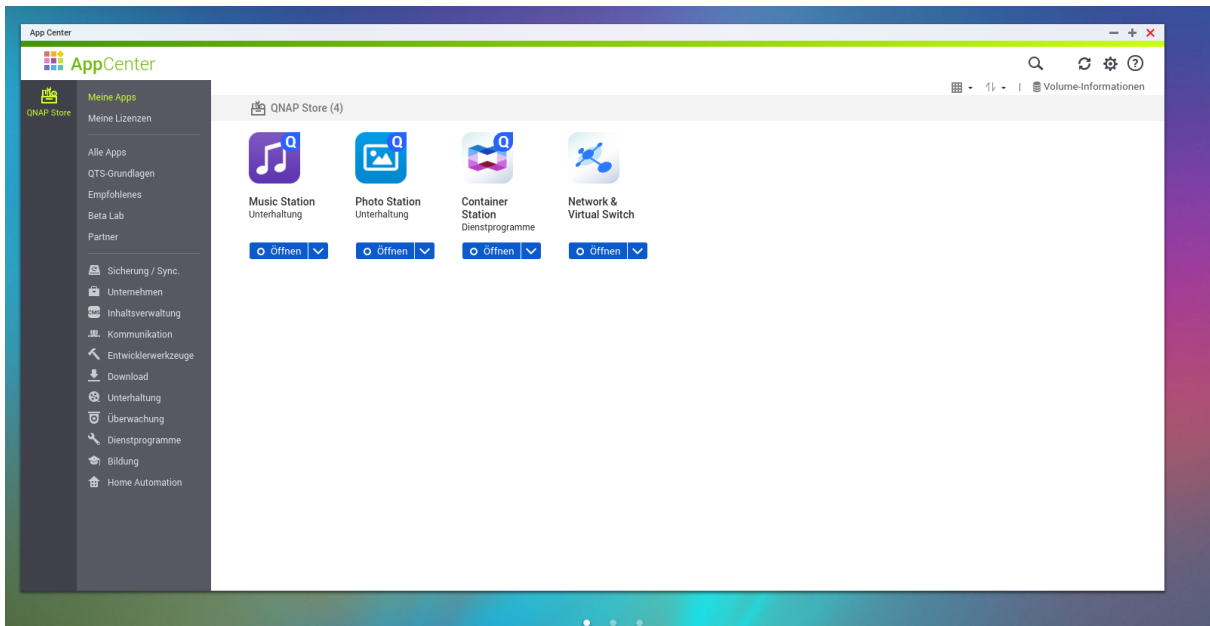 App Center
AppCenter
Volume-Informationen
QNAP Store
Meine Apps
Meine Lizenzen
Alle Apps
QTS-Grundlagen
Empfohlenes
Beta Lab
Partner
Sicherung / Sync.
Unternehmen
CMS Inhaltsverwaltung
Kommunikation
Entwicklerwerkzeuge
Download
Unterhaltung
Überwachung
Dienstprogramme
Bildung
Home Automation
QNAP Store (4)
Q
Music Station
Unterhaltung
Öffnen
Q
Photo Station
Unterhaltung
Öffnen
Q
Container
Station
Dienstprogramme
Öffnen
Network &
Virtual Switch
Öffnen